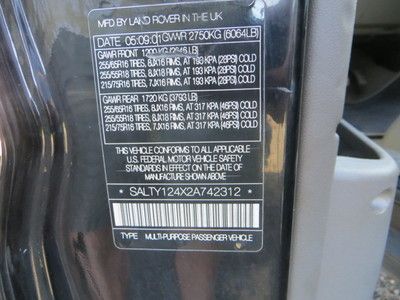 MFD BY LAND ROVER IN THE UK
DATE 05:09:01 GVWR 2750KG (6064LB)
GAWR FRONT 1200 KG (2646 LB)
255/65R16 TIRES, 8JX16 RIMS, AT 193 KPA (28PSI) COLD
255/55R18 TIRES, 8JX18 RIMS, AT 193 KPA (28PSI) COLD
215/75R16 TIRES, 7JX16 RIMS, AT 193 KPA (28PSI) COLD
GAWR REAR 1720 KG (3793 LB)
255/65R16 TIRES, 8JX16 RIMS, AT 317 KPA (46PSI) COLD
255/55R18 TIRES, 8JX18 RIMS, AT 317 KPA (46PSI) COLD
215/75R16 TIRES, 7JX16 RIMS, AT 317 KPA (46PSI) COLD
THIS VEHICLE CONFORMS TO ALL APPLICABLE
U.S. FEDERAL MOTOR VEHICLE SAFETY
STANDARDS IN EFFECT ON THE DATE OF
MANUFACTURE SHOWN ABOVE
* SALTY124X2A742312 *
TYPE MULTI-PURPOSE PASSENGER VEHICLE